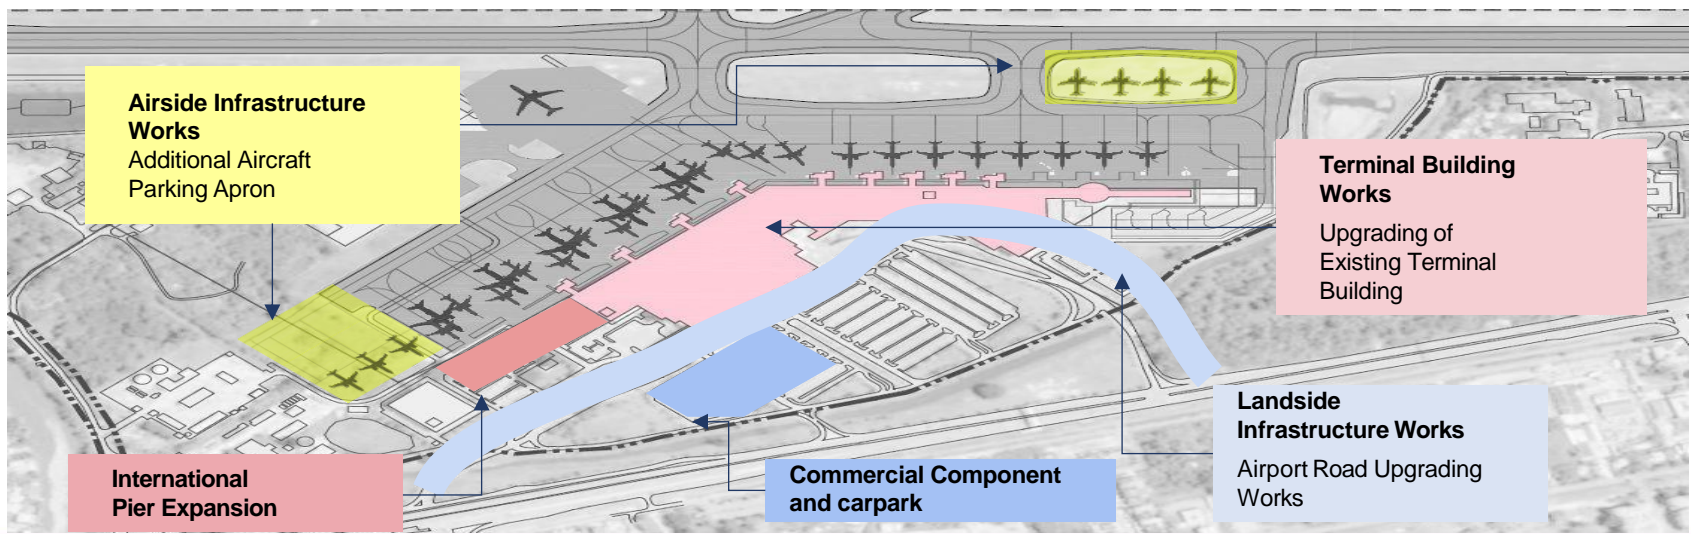 Airside Infrastructure
Works
Additional Aircraft
Parking Apron
Terminal Building
Works
Upgrading of
Existing Terminal
Building
Landside
Infrastructure Works
Airport Road Upgrading
Works
International
Pier Expansion
Commercial Component
and carpark